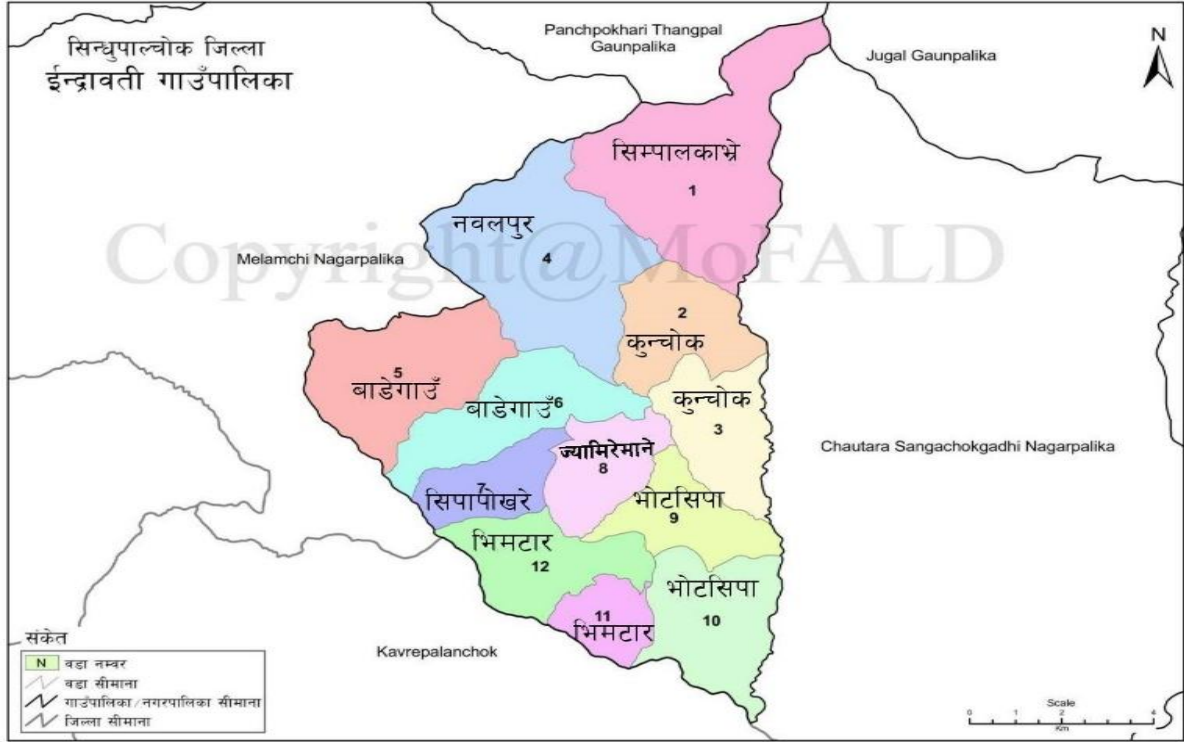 सिन्धुपाल्चोक जिल्ला
ईन्द्रावती गाउँपालिका
Panchpokhari Thangpal
Gaunpalika
Jugal Gaunpalika
N
सिम्पालकाभ्रे
1
नवलपुर
4
Copyright@MoFALD
Melamchi Nagarpalika
2
कुन्चोक
5
बाडेगाउँ
बाडेगाउँ 6
कुन्चोक
3
ज्यामिरेमाने
8
Chautara Sangachokgadhi Nagarpalika
7
सिपापोखरे
भोटसिपा
9
भिमटार
12
भोटसिपा
10
11
भिमटार
Kavrepalanchok
संकेत
N वडा नम्वर
वडा सीमाना
गाउँपालिका/नगरपालिका सीमाना
जिल्ला सीमाना
Scale
0 1 2 4
Km